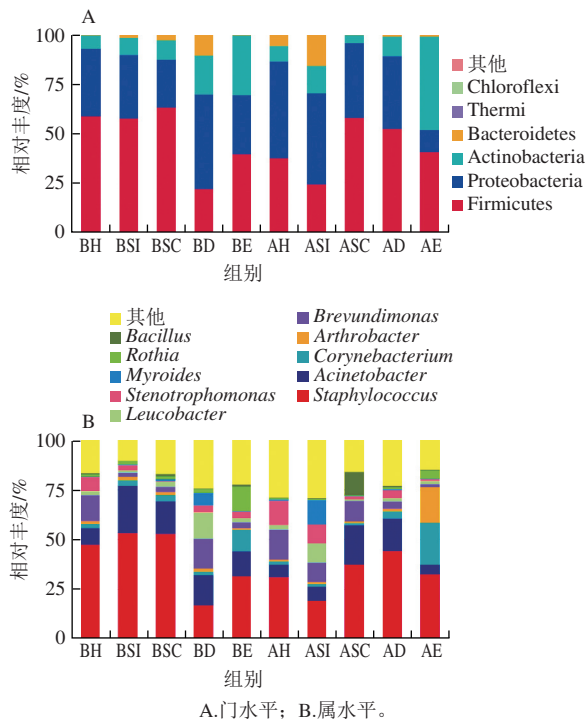 A
100
75
50
25
0
相对丰度/%
BH BSI BSC BD BE AH ASI ASC AD AE
组别
其他
Chloroflexi
Thermi
Bacteroidetes
Actinobacteria
Proteobacteria
Firmicutes
其他
Bacillus
Rothia
Myroides
Stenotrophomonas
Leucobacter
Brevundimonas
Arthrobacter
Corynebacterium
Acinetobacter
Staphylococcus
B
100
75
50
25
0
相对丰度/%
BH BSI BSC BD BE AH ASI ASC AD AE
组别
A.门水平；B.属水平。